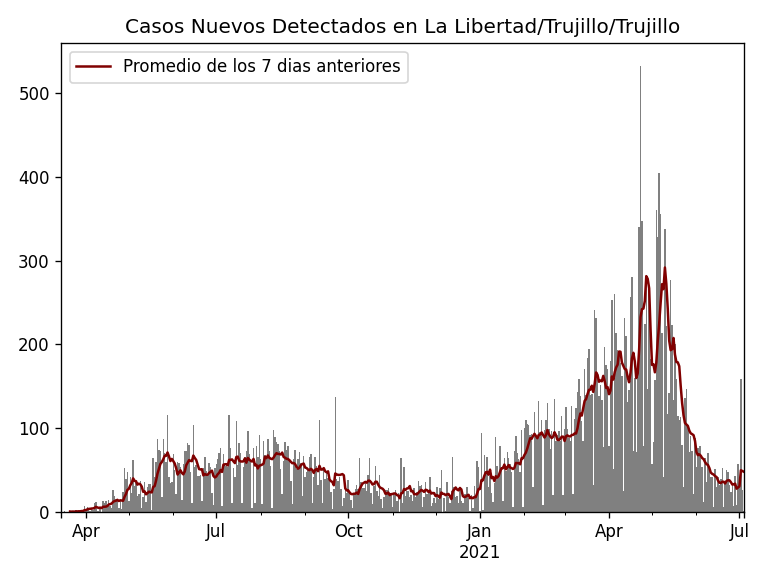 Casos Nuevos Detectados en La Libertad/Trujillo/Trujillo
Promedio de los 7 dias anteriores
500
400
300
200
100
0
Apr Jul Oct Jan Apr Jul
2021